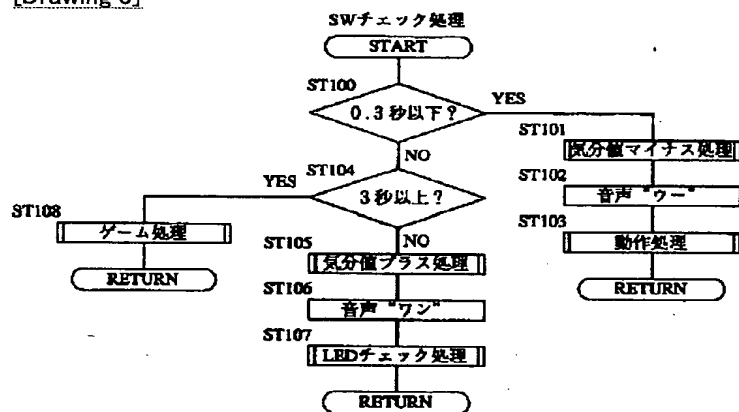 [Drawing 6]
SWチェック処理
START
ST100
0.3秒以下?
YES
NO
ST101
気分値マイナス処理
ST102
音声 "ウー"
ST103
動作処理
RETURN
ST104
3秒以上?
YES
NO
ST108
ゲーム処理
RETURN
ST105
気分値プラス処理
ST106
音声 "ワン"
ST107
LEDチェック処理
RETURN